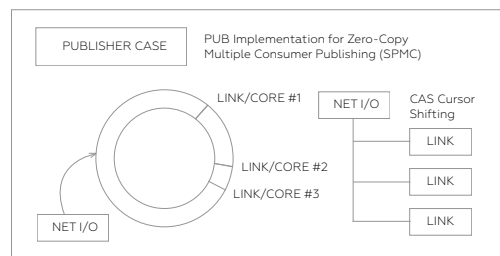 PUBLISHER CASE
PUB Implementation for Zero-Copy
Multiple Consumer Publishing (SPMC)
LINK/CORE #1
LINK/CORE #2
LINK/CORE #3
NET I/O
NET I/O
CAS Cursor
Shifting
LINK
LINK
LINK